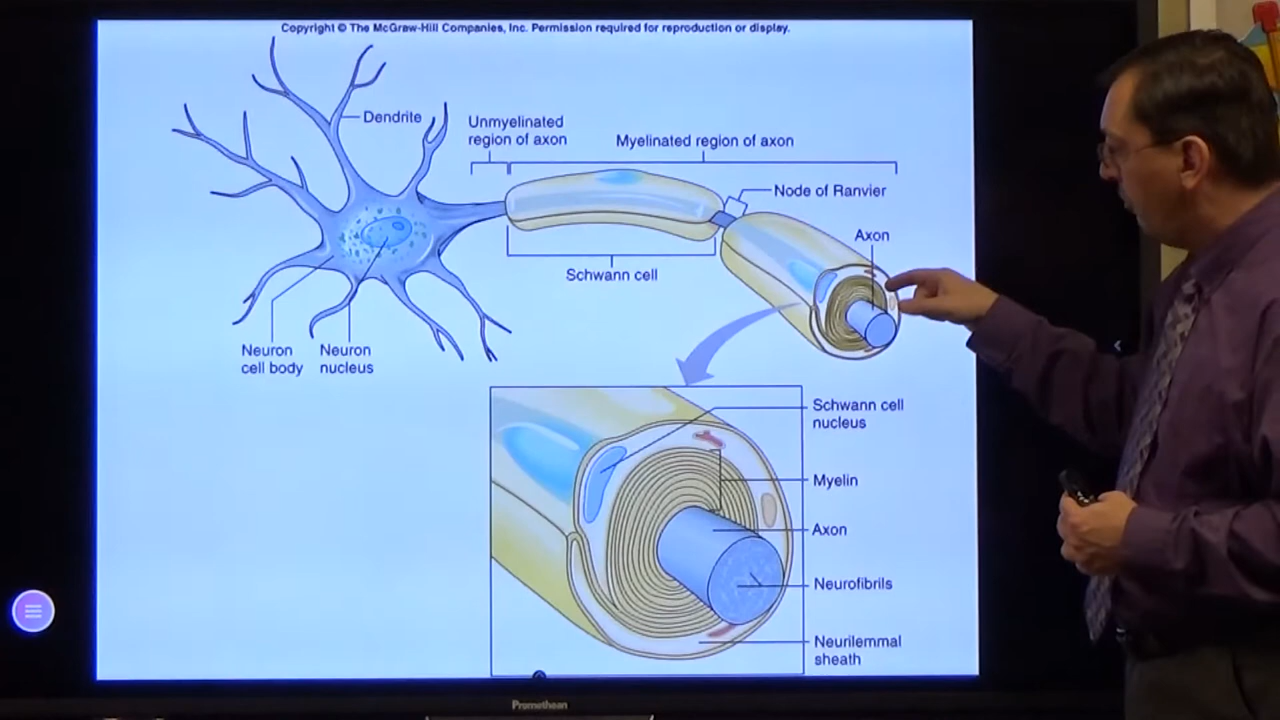 Copyright © The McGraw-Hill Companies, Inc. Permission required for reproduction or display.
Dendrite
Unmyelinated
region of axon
Myelinated region of axon
Node of Ranvier
Axon
Schwann cell
Neuron
cell body
Neuron
nucleus
Schwann cell
nucleus
Myelin
Axon
Neurofibrils
Neurilemmal
sheath
Promethean